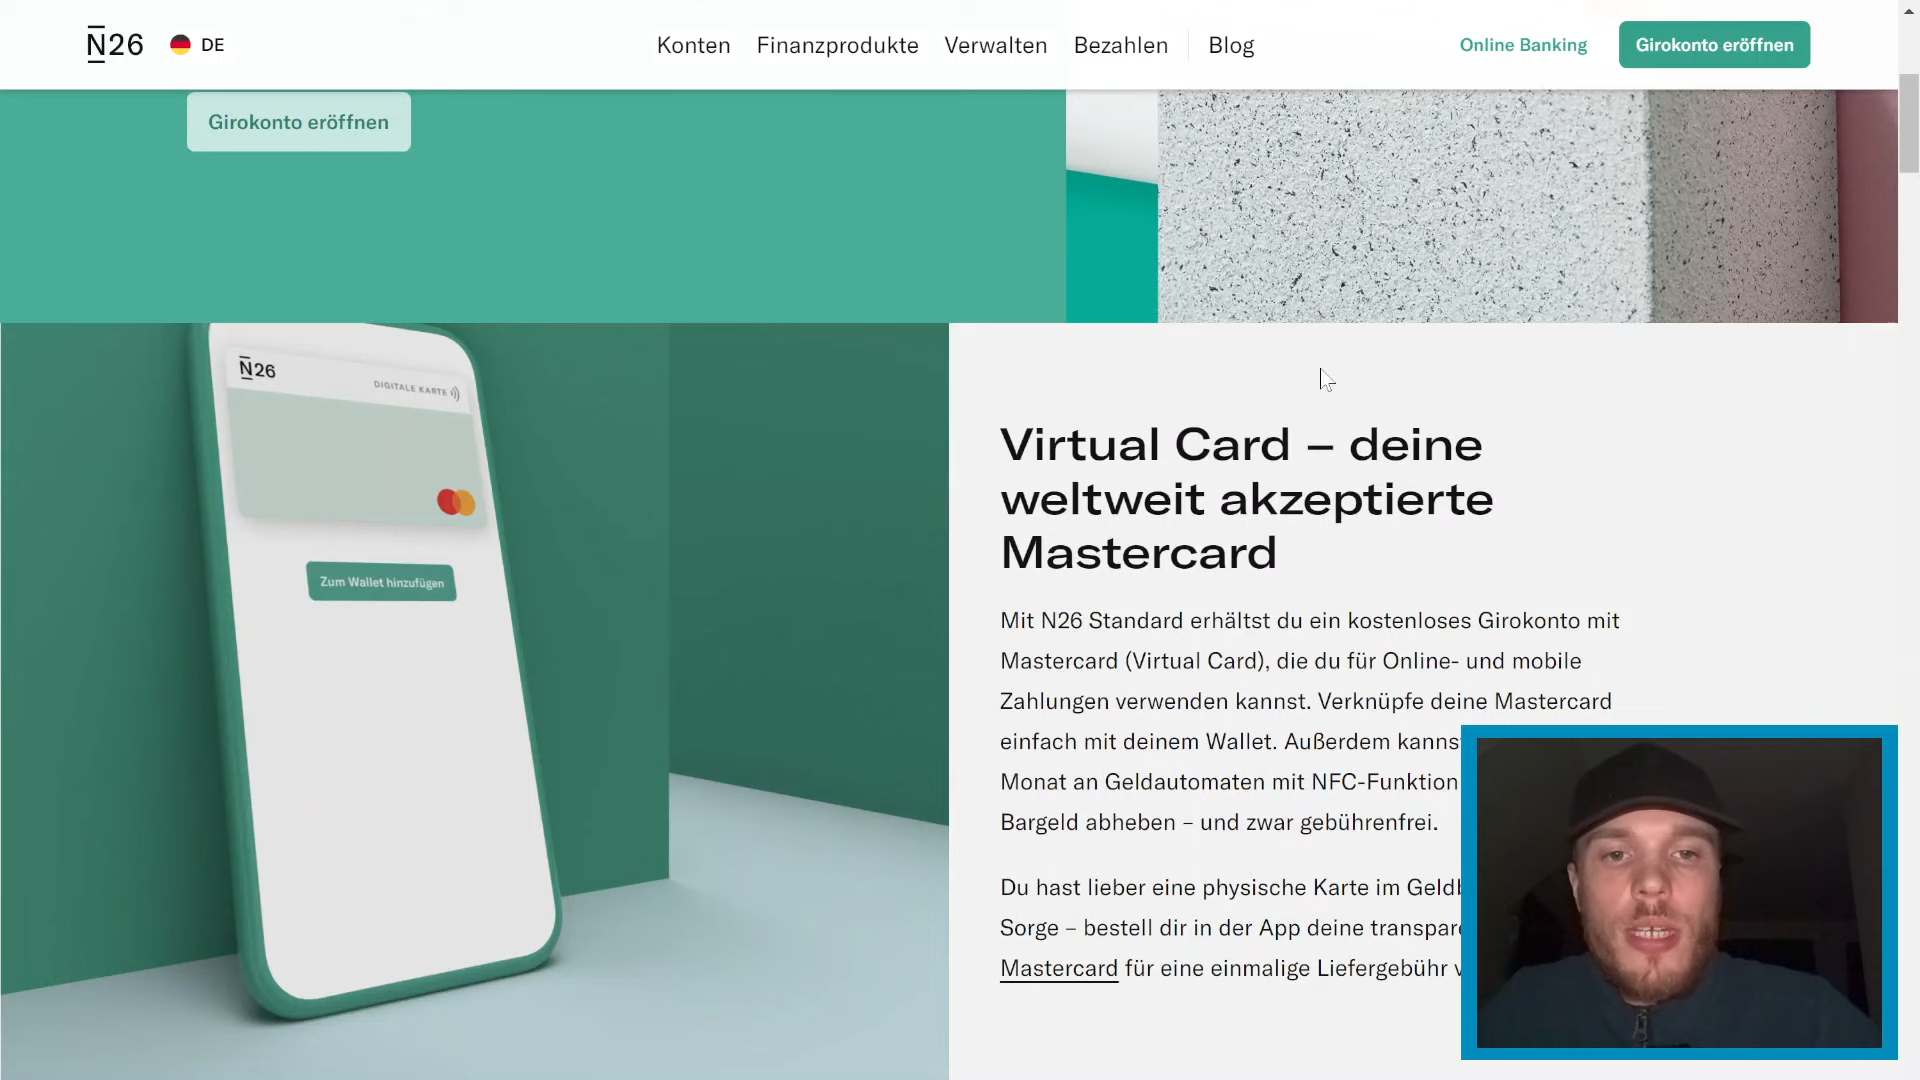 N26
DE
Konten
Finanzprodukte
Verwalten
Bezahlen
Blog
Online Banking
Girokonto eröffnen
Girokonto eröffnen
N26
DIGITALE KARTE
Zum Wallet hinzufügen
Virtual Card – deine
weltweit akzeptierte
Mastercard
Mit N26 Standard erhältst du ein kostenloses Girokonto mit
Mastercard (Virtual Card), die du für Online- und mobile
Zahlungen verwenden kannst. Verknüpfe deine Mastercard
einfach mit deinem Wallet. Außerdem
Monat an Geldautomaten mit NFC-Funktion
Bargeld abheben – und zwar gebührenfrei.
Du hast lieber eine physische Karte im
Sorge – bestell dir in der App deine
Mastercard für eine einmalige Liefergebühr